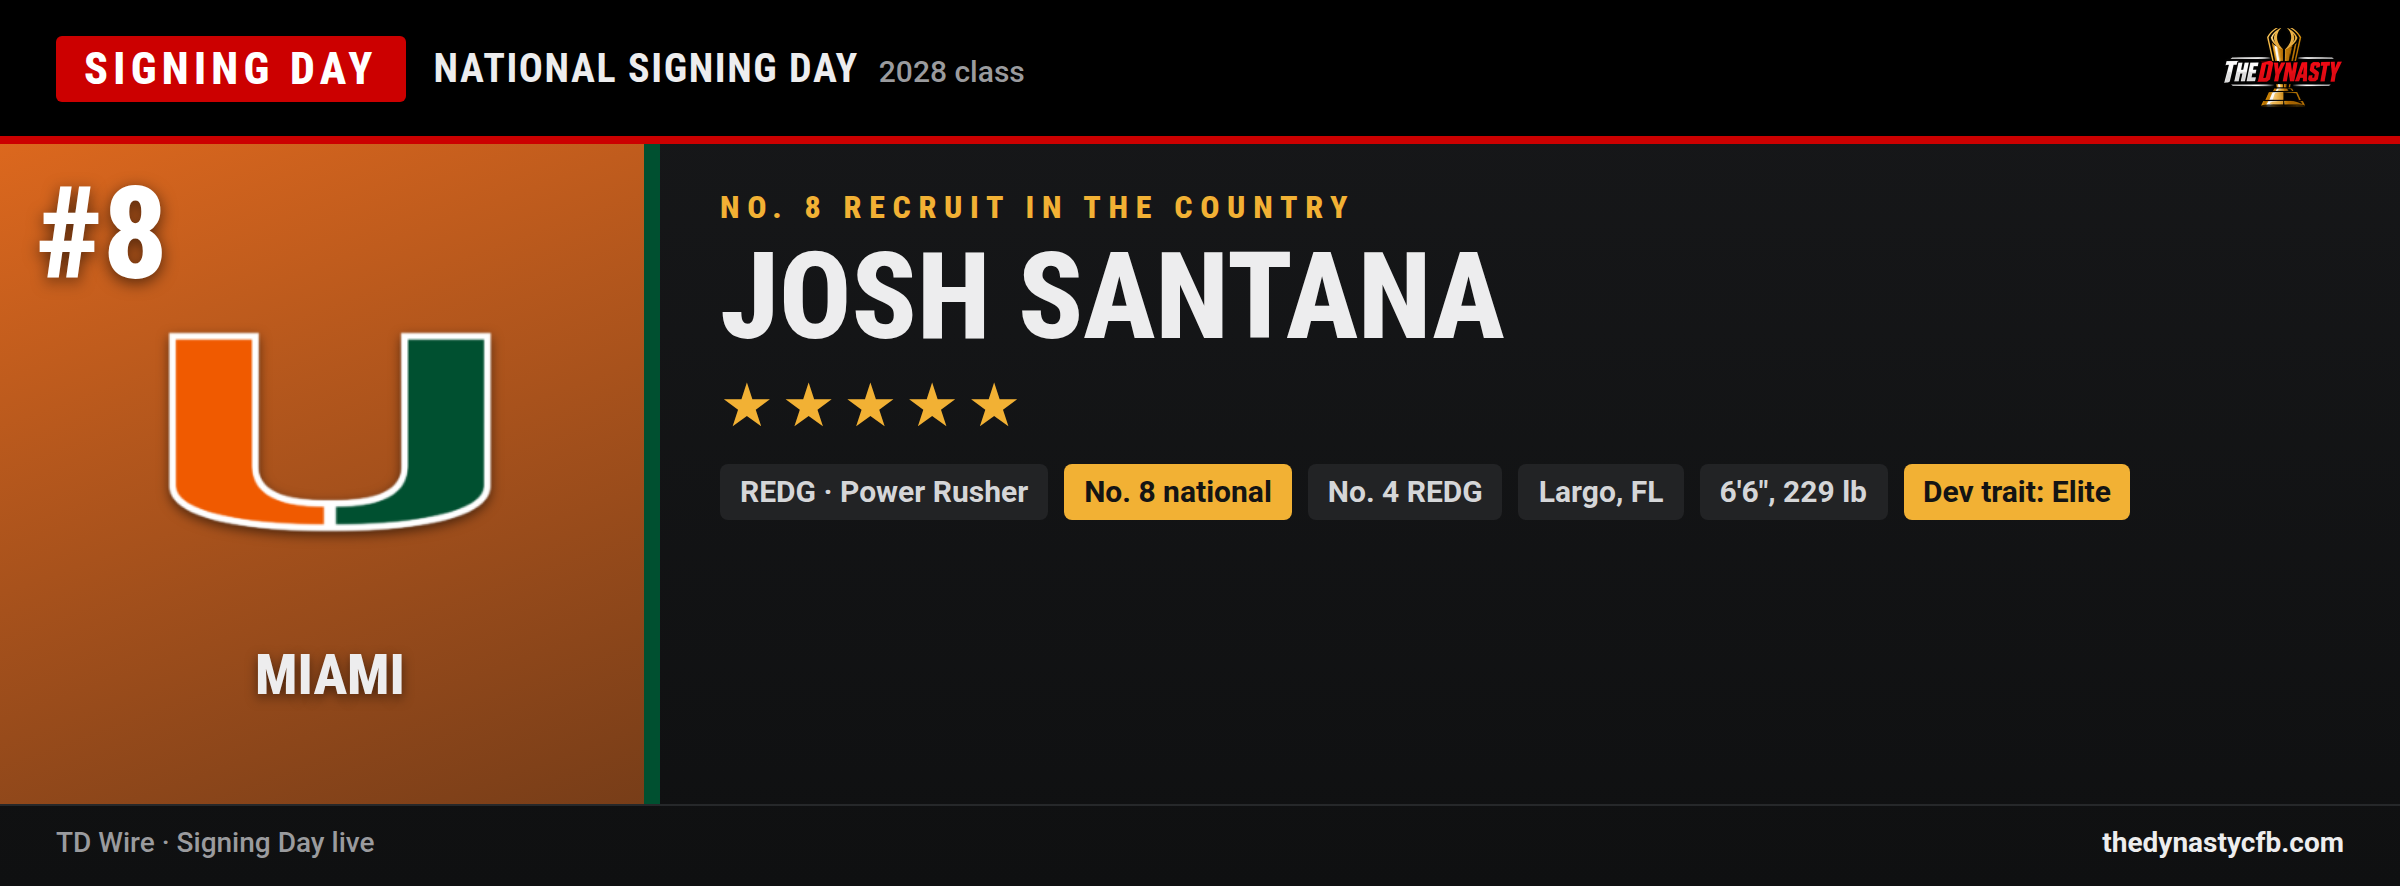 SIGNING DAY NATIONAL SIGNING DAY 2028 class
THE DYNASTY
#8
MIAMI
NO. 8 RECRUIT IN THE COUNTRY
JOSH SANTANA
REDG · Power Rusher No. 8 national No. 4 REDG Largo, FL 6'6", 229 lb Dev trait: Elite
TD Wire · Signing Day live thedynastycfb.com